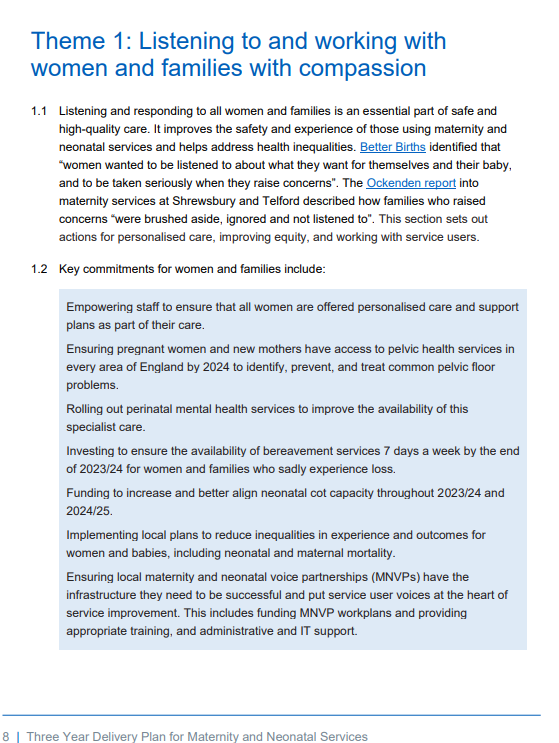 Theme 1: Listening to and working with
women and families with compassion
1.1 Listening and responding to all women and families is an essential part of safe and
high-quality care. It improves the safety and experience of those using maternity and
neonatal services and helps address health inequalities. Better Births identified that
“women wanted to be listened to about what they want for themselves and their baby,
and to be taken seriously when they raise concerns”. The Ockenden report into
maternity services at Shrewsbury and Telford described how families who raised
concerns “were brushed aside, ignored and not listened to”. This section sets out
actions for personalised care, improving equity, and working with service users.
1.2 Key commitments for women and families include:
Empowering staff to ensure that all women are offered personalised care and support
plans as part of their care.
Ensuring pregnant women and new mothers have access to pelvic health services in
every area of England by 2024 to identify, prevent, and treat common pelvic floor
problems.
Rolling out perinatal mental health services to improve the availability of this
specialist care.
Investing to ensure the availability of bereavement services 7 days a week by the end
of 2023/24 for women and families who sadly experience loss.
Funding to increase and better align neonatal cot capacity throughout 2023/24 and
2024/25.
Implementing local plans to reduce inequalities in experience and outcomes for
women and babies, including neonatal and maternal mortality.
Ensuring local maternity and neonatal voice partnerships (MNVPs) have the
infrastructure they need to be successful and put service user voices at the heart of
service improvement. This includes funding MNVP workplans and providing
appropriate training, and administrative and IT support.
8 | Three Year Delivery Plan for Maternity and Neonatal Services